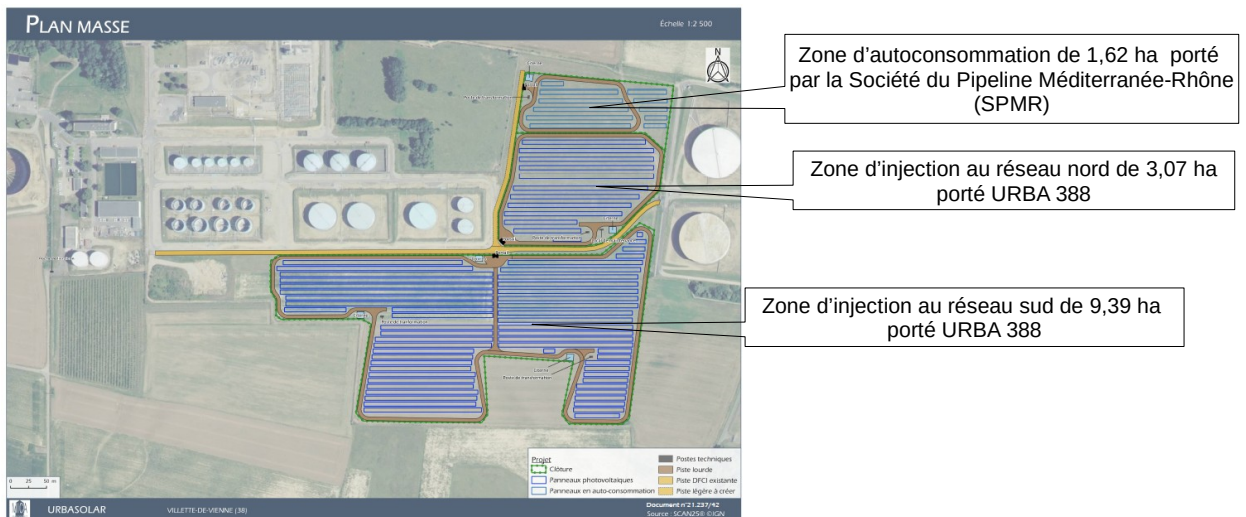 PLAN MASSE
Échelle 1:2 500
N
Zone d'autoconsommation de 1,62 ha porté
par la Société du Pipeline Méditerranée-Rhône
(SPMR)
Zone d'injection au réseau nord de 3,07 ha
porté URBA 388
Zone d'injection au réseau sud de 9,39 ha
porté URBA 388
Poste de transformation
Poste de transformation
Projet
Clôture
Panneaux photovoltaïques
Panneaux en auto-consommation
Postes techniques
Piste lourde
Piste DFCI existante
Piste légère à créer
0 25 50 m
URBASOLAR
VILLETTE-DE-VIENNE (38)
Document n°21.237/42
Source : SCAN25® ©IGN